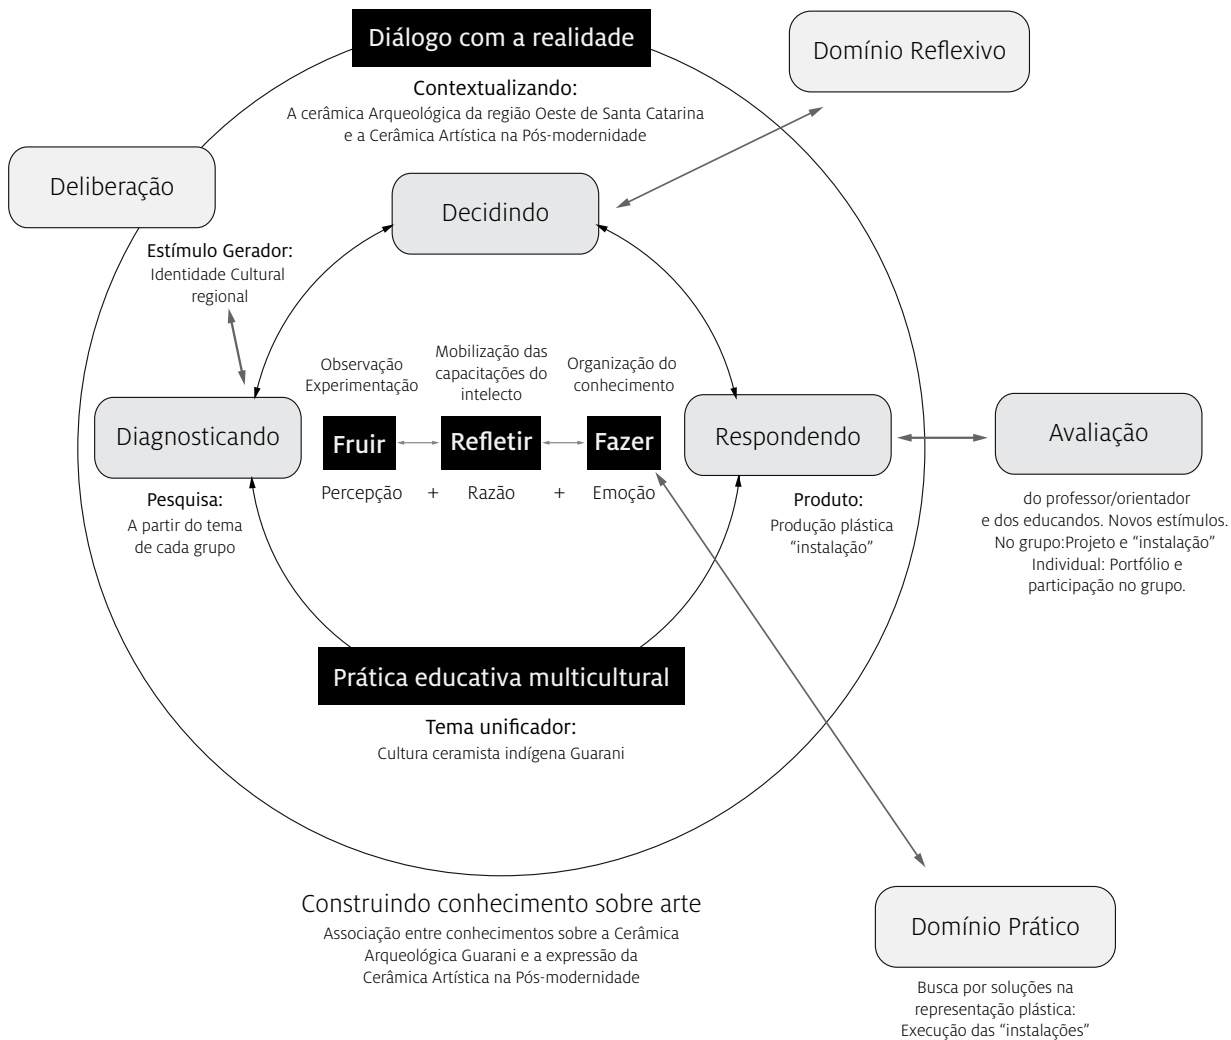 Diálogo com a realidade
Domínio Reflexivo
Contextualizando:
A cerâmica Arqueológica da região Oeste de Santa Catarina
e a Cerâmica Artística na Pós-modernidade
Deliberação
Decidindo
Estímulo Gerador:
Identidade Cultural
regional
Observação
Experimentação
Mobilização das
capacitações do
intelecto
Organização do
conhecimento
Diagnosticando
Fruir
Refletir
Fazer
Respondendo
Avaliação
Percepção + Razão + Emoção
Pesquisa:
A partir do tema
de cada grupo
Produto:
Produção plástica
“instalação”
do professor/orientador
e dos educandos. Novos estímulos.
No grupo:Projeto e “instalação”
Individual: Portfólio e
participação no grupo.
Prática educativa multicultural
Tema unificador:
Cultura ceramista indígena Guarani
Construindo conhecimento sobre arte
Associação entre conhecimentos sobre a Cerâmica
Arqueológica Guarani e a expressão da
Cerâmica Artística na Pós-modernidade
Domínio Prático
Busca por soluções na
representação plástica:
Execução das “instalações”